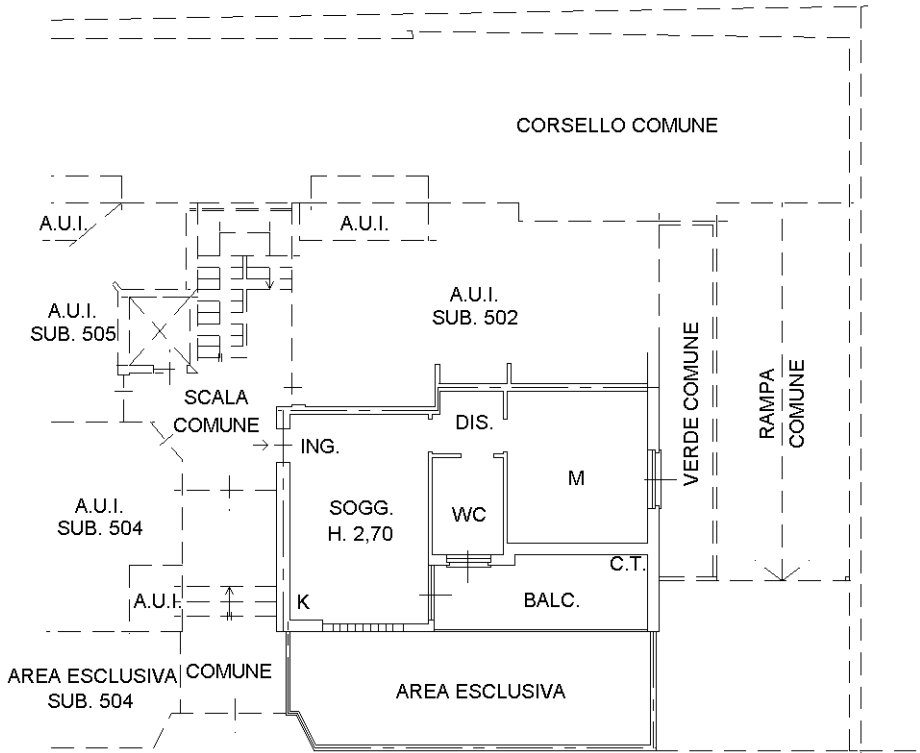 CORSELLO COMUNE
A.U.I.
A.U.I.
A.U.I.
SUB. 505
A.U.I.
SUB. 502
SCALA
COMUNE
VERDE COMUNE
RAMPA
COMUNE
ING.
DIS.
M
A.U.I.
SUB. 504
SOGG.
H. 2,70
WC
C.T.
A.U.I.
K
BALC.
AREA ESCLUSIVA
SUB. 504
COMUNE
AREA ESCLUSIVA